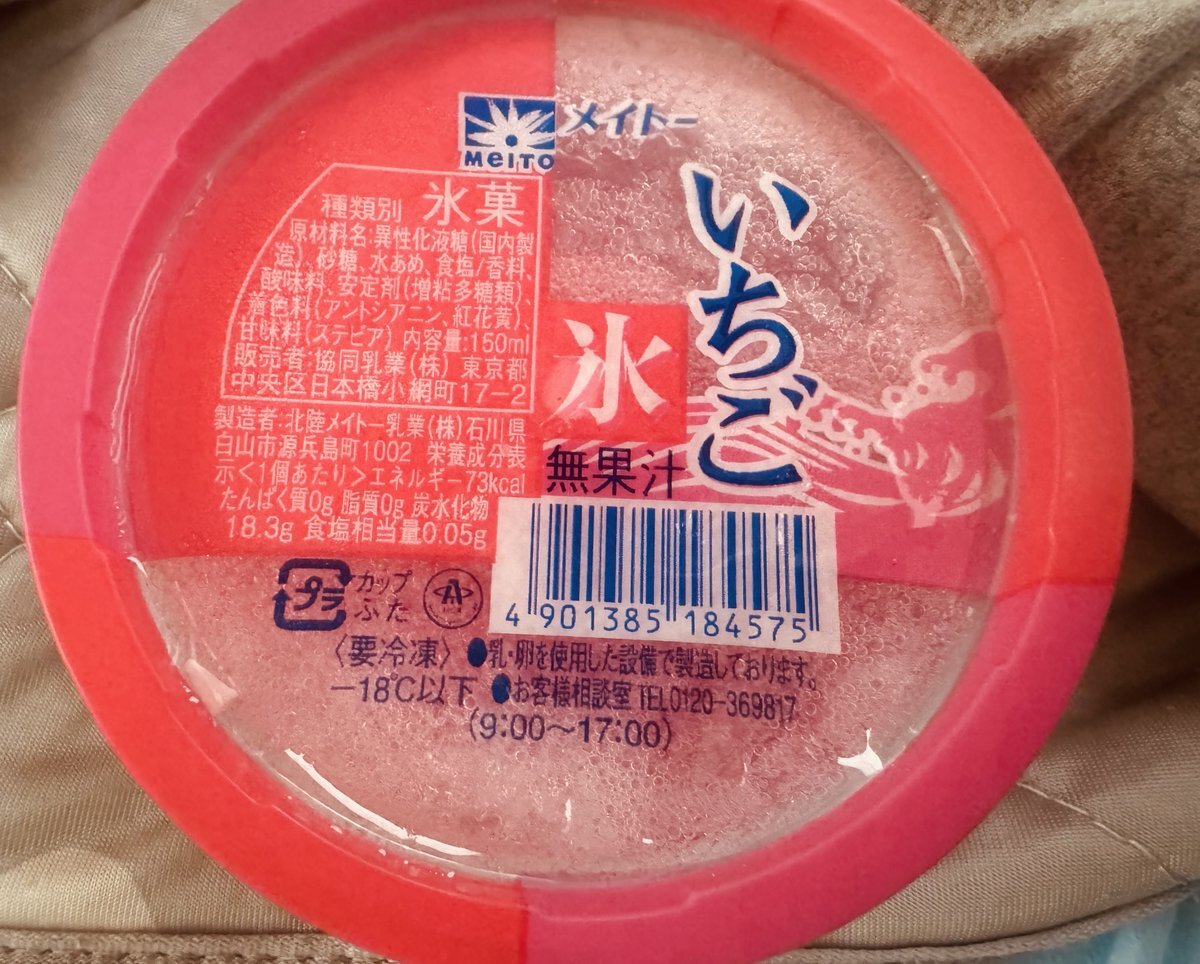 MEITO
メイトー
いちご
氷
無果汁
種類別 氷菓
原材料名:異性化液糖(国内製
造)、砂糖、水あめ、食塩/香料、
酸味料、安定剤(増粘多糖類)、
着色料(アントシアニン、紅花黄)、
甘味料(ステビア) 内容量:150ml
販売者:協同乳業(株) 東京都
中央区日本橋小網町17-2
製造者:北陸メイトー乳業(株)石川県
白山市源兵島町1002 栄養成分表
示<1個あたり>エネルギー73kcal
たんぱく質0g 脂質0g 炭水化物
18.3g 食塩相当量0.05g
プラ
カップ
ふた
4 901385 184575
〈要冷凍〉 ●乳・卵を使用した設備で製造しております。
-18℃以下 ●お客様相談室 TEL0120-369817
(9:00〜17:00)